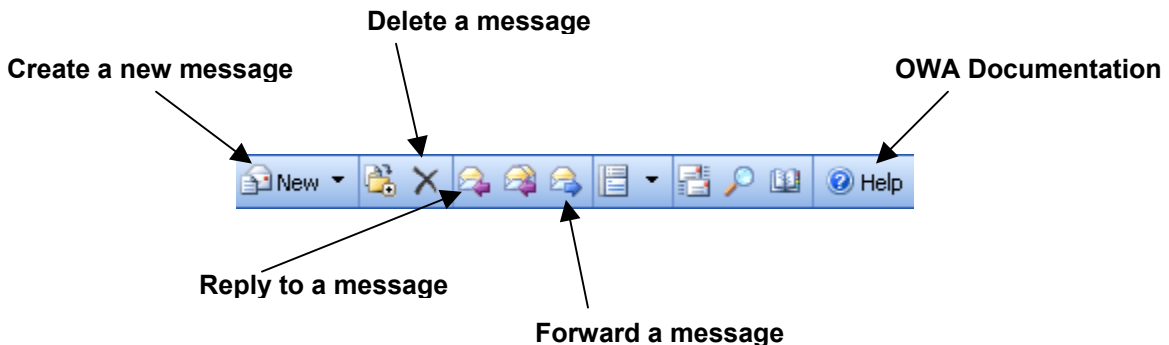 Delete a message
Create a new message
OWA Documentation
New
Help
Reply to a message
Forward a message